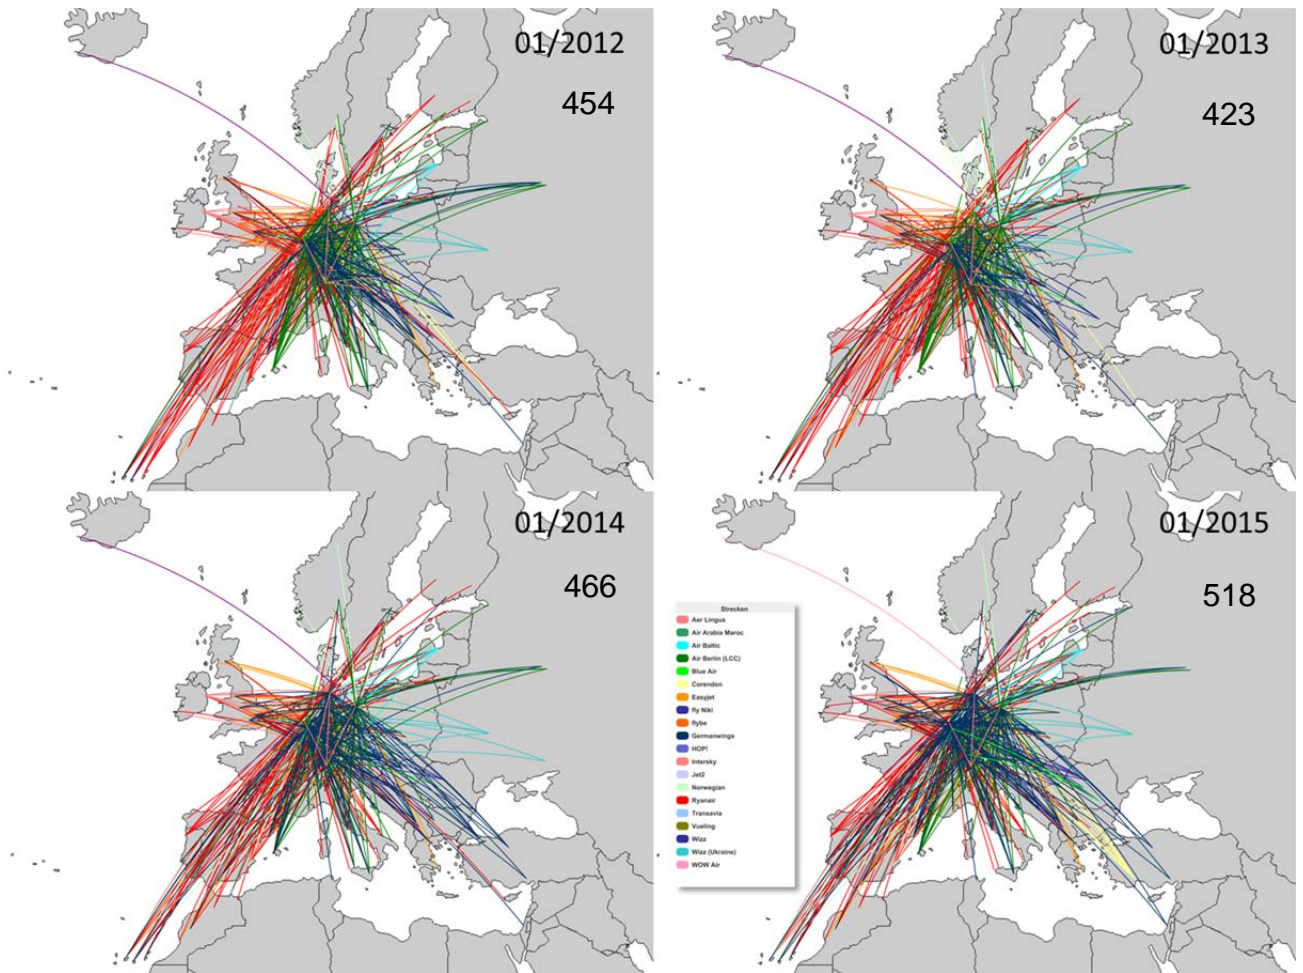 01/2012
454
01/2013
423
01/2014
466
01/2015
518
Strecken
Aer Lingus
Air Arabia Maroc
Air Baltic
Air Berlin (LCC)
Blue Air
Corendon
Easyjet
fly Niki
flybe
Germanwings
HOP!
Intersky
Jet2
Norwegian
Ryanair
Transavia
Vueling
Wizz
Wizz (Ukraine)
WOW Air